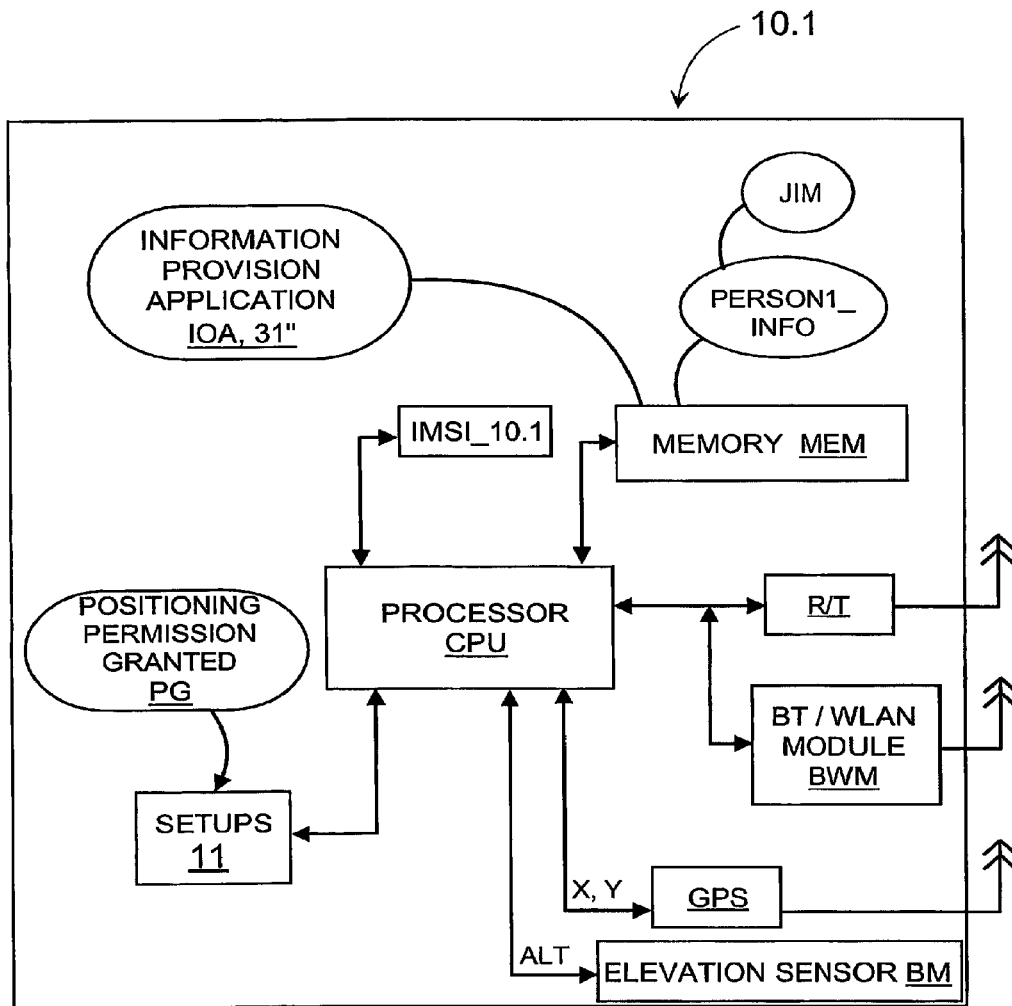 10.1
JIM
INFORMATION
PROVISION
APPLICATION
IOA, 31"
PERSON1_
INFO
IMSI_10.1
MEMORY MEM
POSITIONING
PERMISSION
GRANTED
PG
PROCESSOR
CPU
R/T
BT / WLAN
MODULE
BWM
SETUPS
11
X, Y
GPS
ALT
ELEVATION SENSOR BM